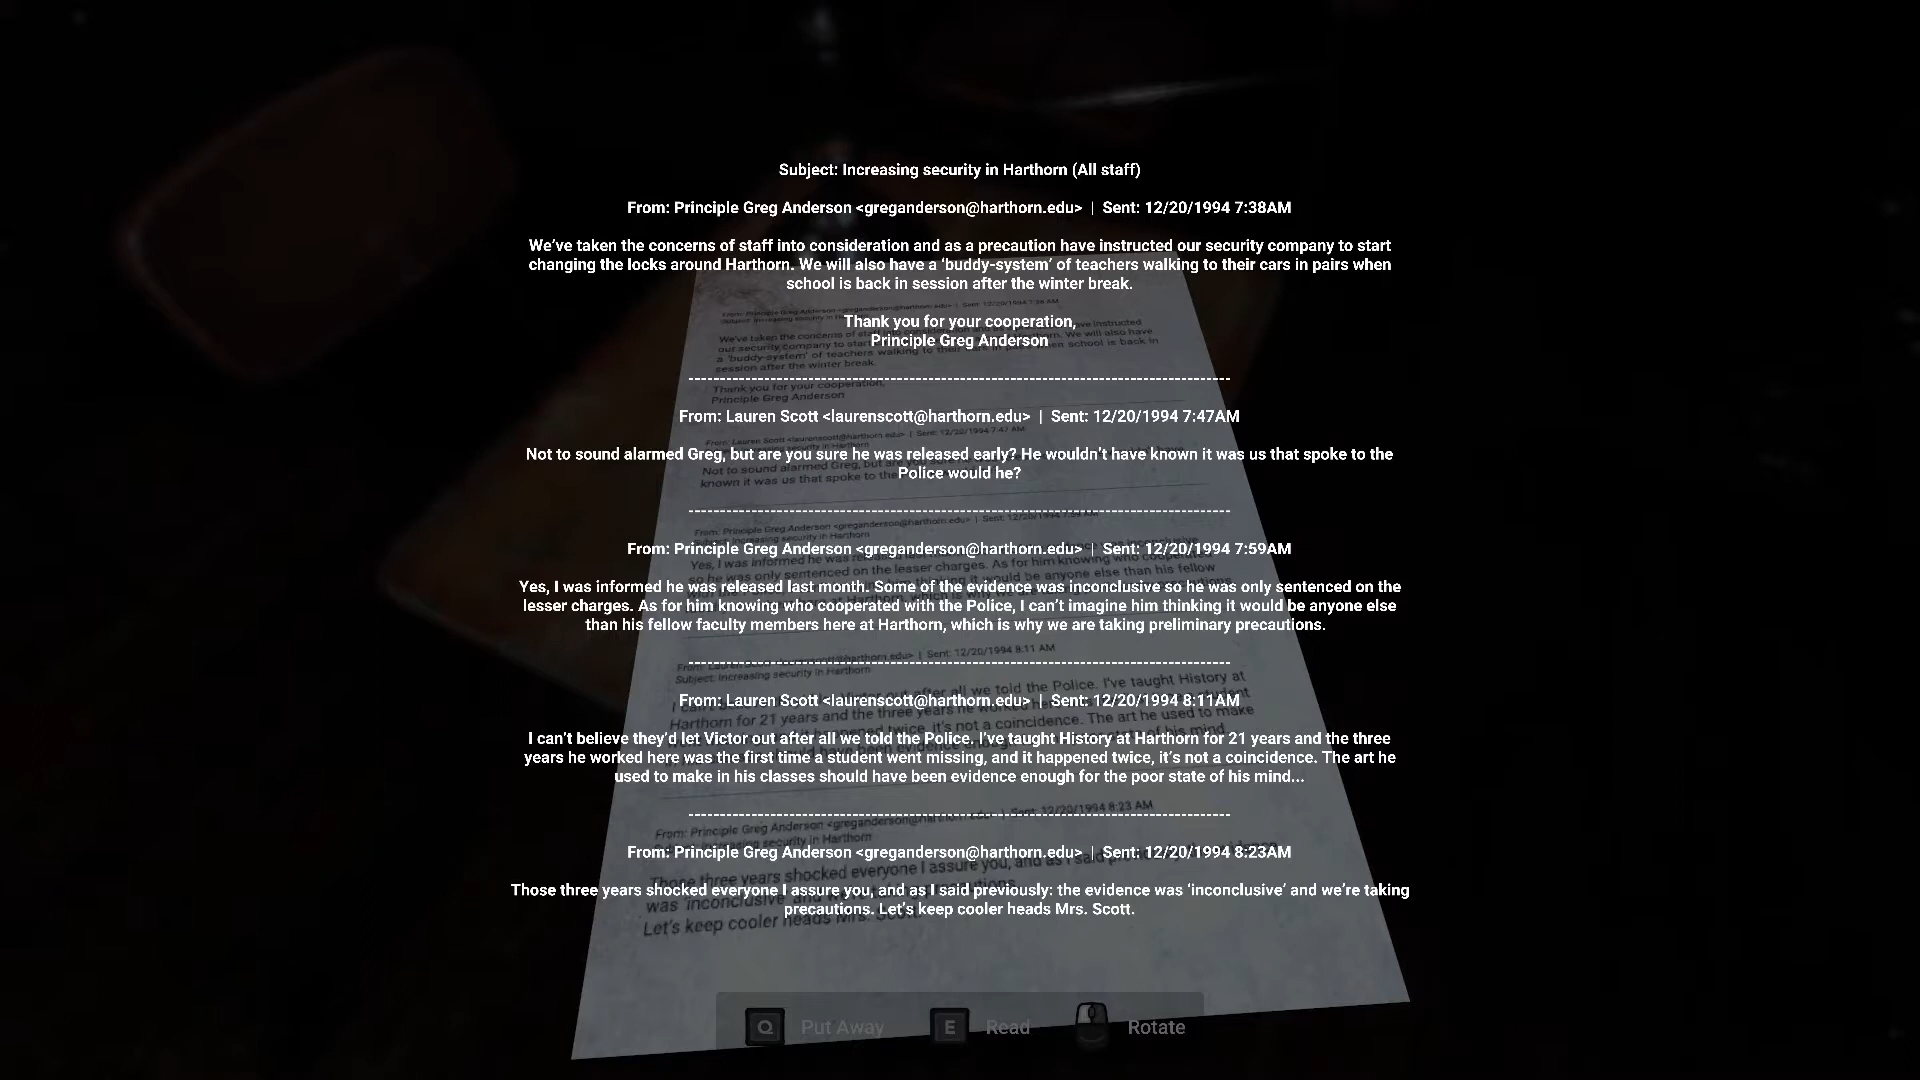 Subject: Increasing security in Harthorn (All staff)
From: Principle Greg Anderson <greganderson@harthorn.edu> | Sent: 12/20/1994 7:38AM
We've taken the concerns of staff into consideration and as a precaution have instructed our security company to start
changing the locks around Harthorn. We will also have a 'buddy-system' of teachers walking to their cars in pairs when
school is back in session after the winter break.
Thank you for your cooperation,
Principle Greg Anderson
---------------------------------------------------------------------------------------
From: Lauren Scott <laurenscott@harthorn.edu> | Sent: 12/20/1994 7:47AM
Not to sound alarmed Greg, but are you sure he was released early? He wouldn't have known it was us that spoke to the
Police would he?
---------------------------------------------------------------------------------------
From: Principle Greg Anderson <greganderson@harthorn.edu> | Sent: 12/20/1994 7:59AM
Yes, I was informed he was released last month. Some of the evidence was inconclusive so he was only sentenced on the
lesser charges. As for him knowing who cooperated with the Police, I can't imagine him thinking it would be anyone else
than his fellow faculty members here at Harthorn, which is why we are taking preliminary precautions.
---------------------------------------------------------------------------------------
From: Lauren Scott <laurenscott@harthorn.edu> | Sent: 12/20/1994 8:11AM
I can't believe they'd let Victor out after all we told the Police. I've taught History at Harthorn for 21 years and the three
years he worked here was the first time a student went missing, and it happened twice, it's not a coincidence. The art he
used to make in his classes should have been evidence enough for the poor state of his mind...
---------------------------------------------------------------------------------------
From: Principle Greg Anderson <greganderson@harthorn.edu> | Sent: 12/20/1994 8:23AM
Those three years shocked everyone I assure you, and as I said previously: the evidence was 'inconclusive' and we're taking
precautions. Let's keep cooler heads Mrs. Scott.
Q Put Away E Read Rotate